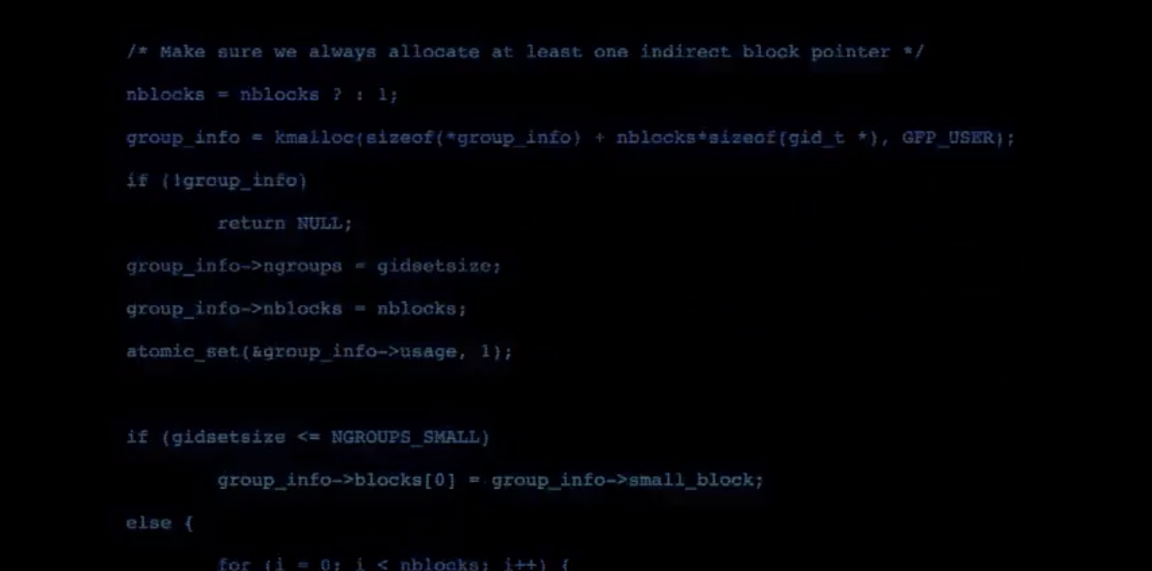 /* Make sure we always allocate at least one indirect block pointer */
nblocks = nblocks ? : 1;
group_info = kmalloc(sizeof(*group_info) + nblocks*sizeof(gid_t *), GFP_USER);
if (!group_info)
return NULL;
group_info->ngroups = gidsetsize;
group_info->nblocks = nblocks;
atomic_set(&group_info->usage, 1);
if (gidsetsize <= NGROUPS_SMALL)
group_info->blocks[0] = group_info->small_block;
else {
for (i = 0; i < nblocks; i++) {